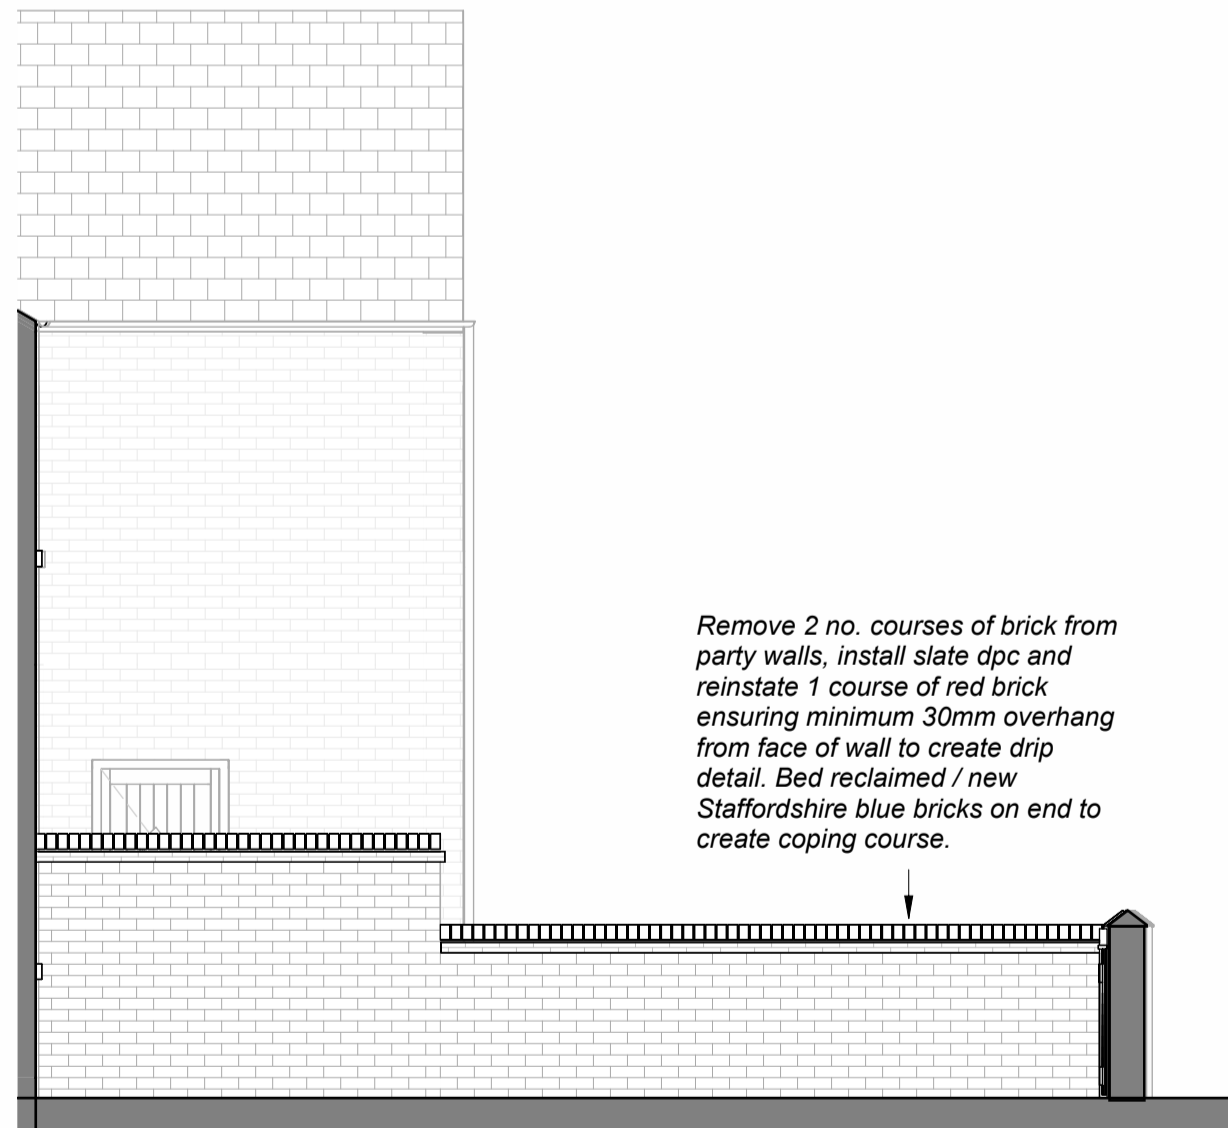 Remove 2 no. courses of brick from
party walls, install slate dpc and
reinstate 1 course of red brick
ensuring minimum 30mm overhang
from face of wall to create drip
detail. Bed reclaimed / new
Staffordshire blue bricks on end to
create coping course.